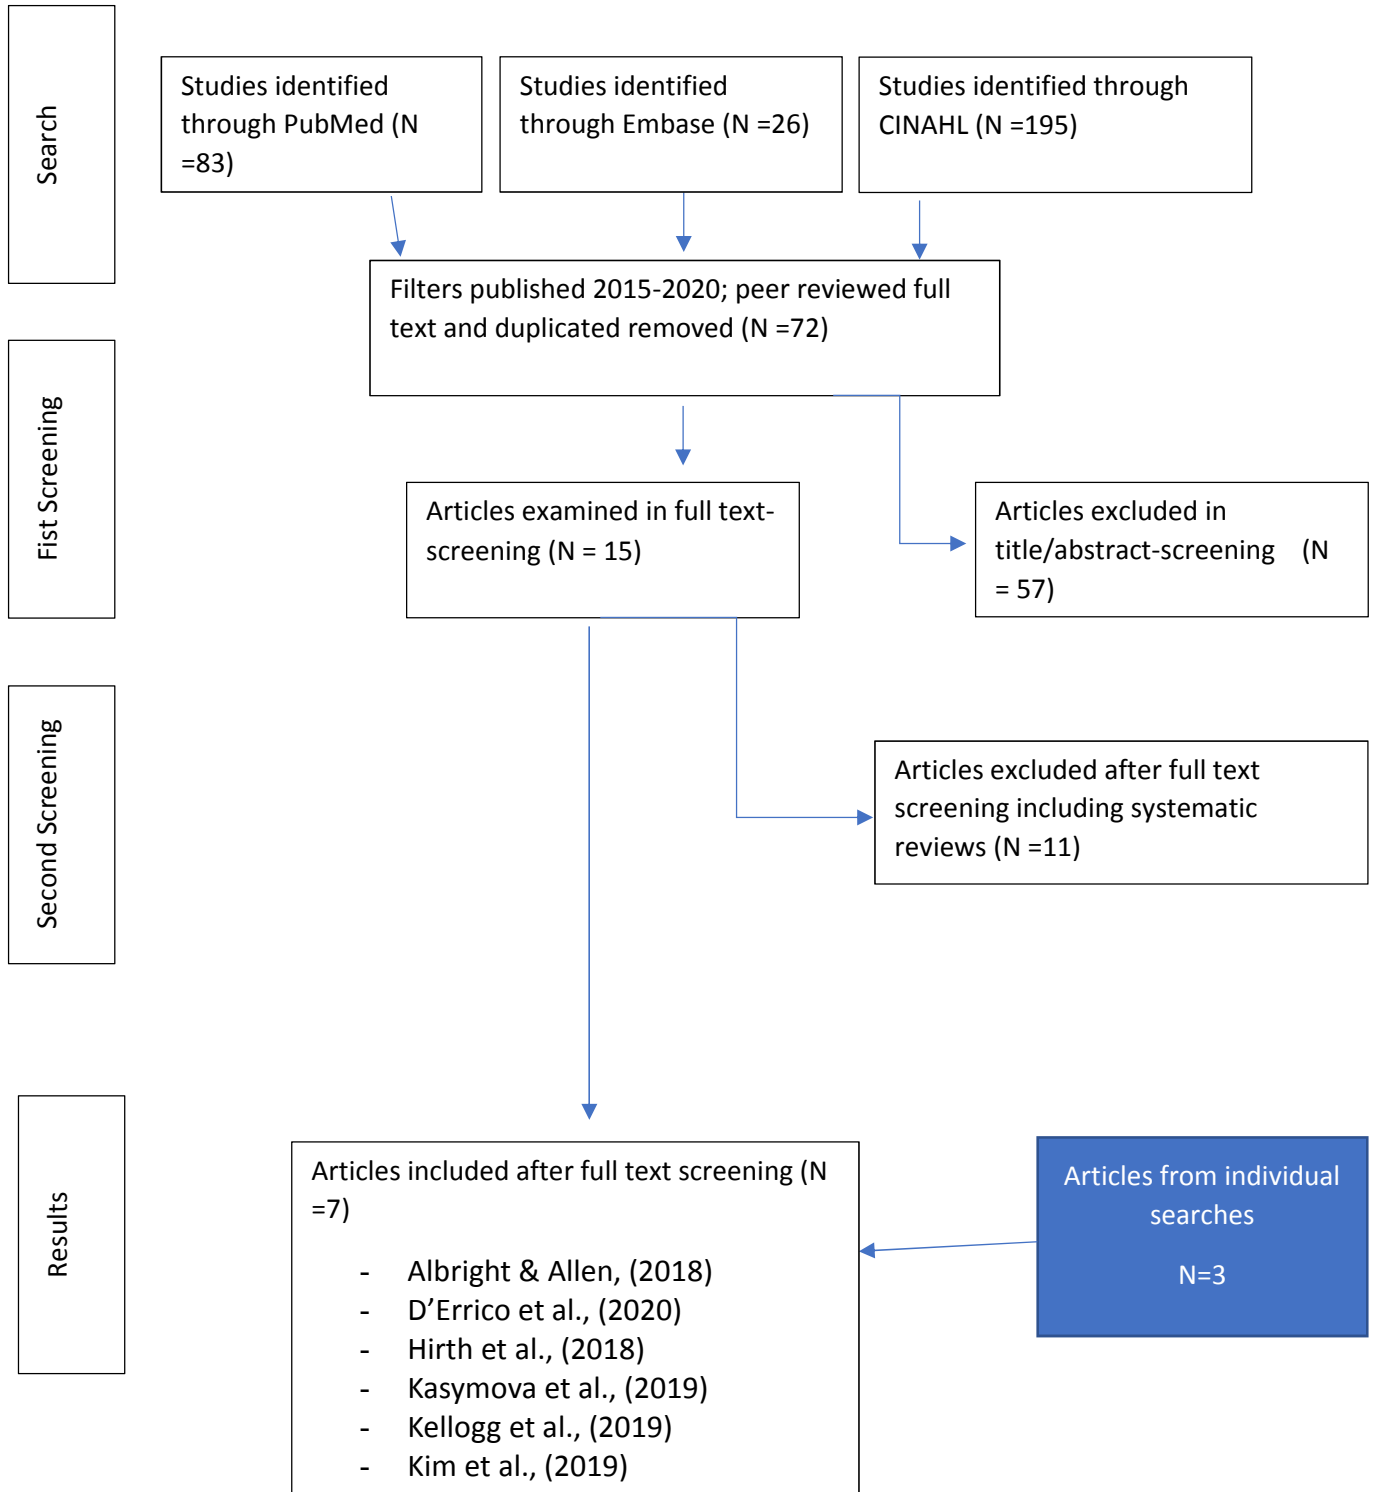 Search
Studies identified
through PubMed (N
=83)
Studies identified
through Embase (N =26)
Studies identified through
CINAHL (N =195)
Filters published 2015-2020; peer reviewed full
text and duplicated removed (N =72)
Fist Screening
Articles examined in full text-
screening (N = 15)
Articles excluded in
title/abstract-screening (N
= 57)
Second Screening
Articles excluded after full text
screening including systematic
reviews (N =11)
Results
Articles included after full text screening (N
=7)
- Albright & Allen, (2018)
- D’Errico et al., (2020)
- Hirth et al., (2018)
- Kasymova et al., (2019)
- Kellogg et al., (2019)
- Kim et al., (2019)
Articles from individual
searches
N=3